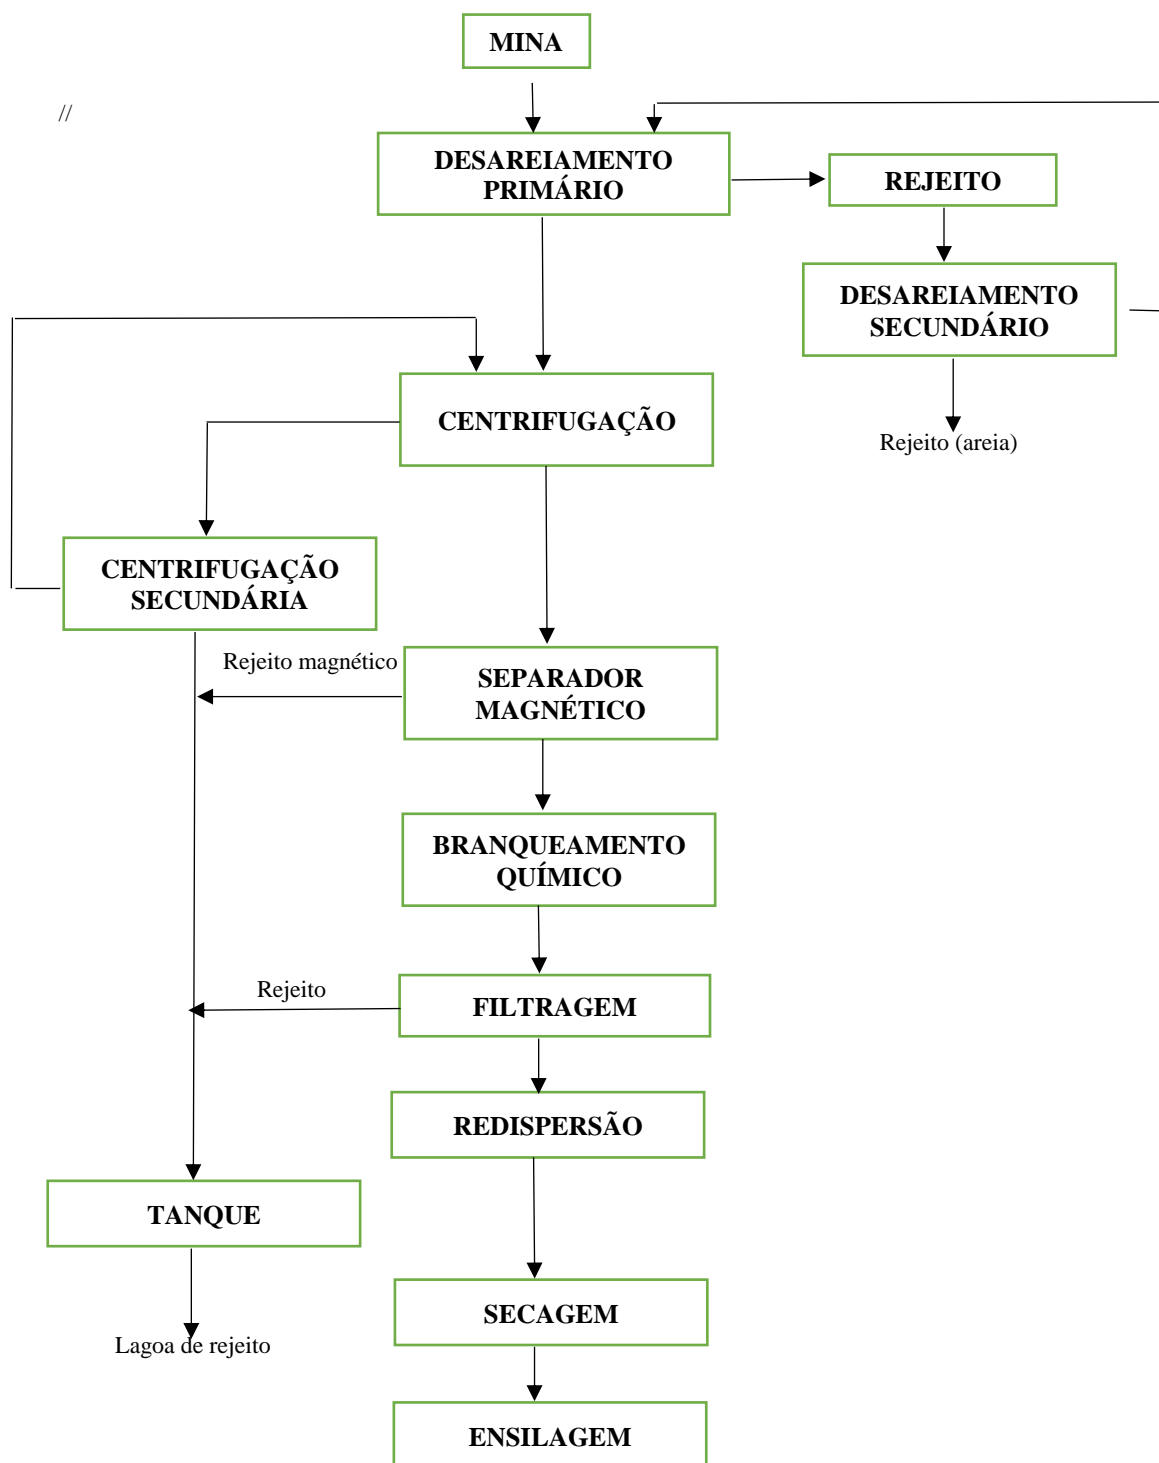 MINA
//
DESAREIAMENTO
PRIMÁRIO
REJEITO
DESAREIAMENTO
SECUNDÁRIO
CENTRIFUGAÇÃO
Rejeito (areia)
CENTRIFUGAÇÃO
SECUNDÁRIA
Rejeito magnético
SEPARADOR
MAGNÉTICO
BRANQUEAMENTO
QUÍMICO
Rejeito
FILTRAGEM
REDISPERSÃO
TANQUE
SECAGEM
Lagoa de rejeito
ENSILAGEM